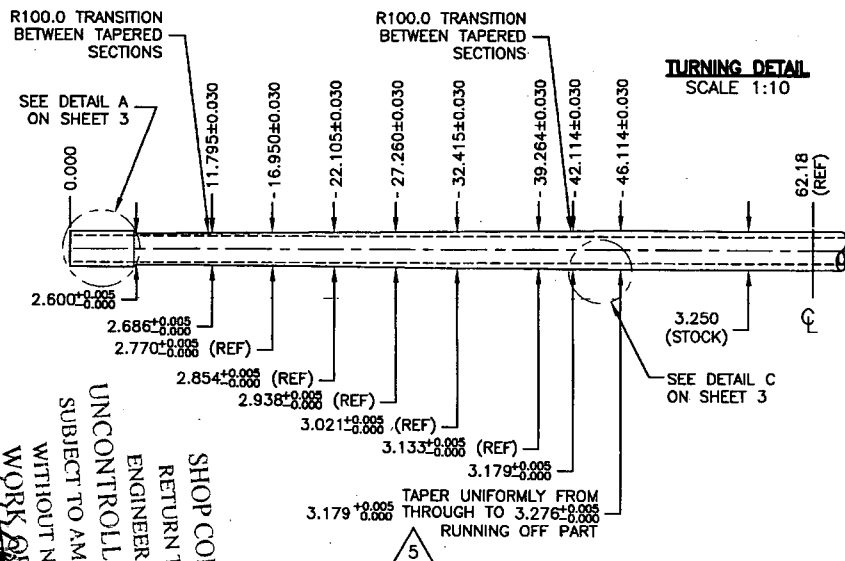 R100.0 TRANSITION
BETWEEN TAPERED
SECTIONS
R100.0 TRANSITION
BETWEEN TAPERED
SECTIONS
TURNING DETAIL
SCALE 1:10
SEE DETAIL A
ON SHEET 3
0.000
11.795±0.030
16.950±0.030
22.105±0.030
27.260±0.030
32.415±0.030
39.264±0.030
42.114±0.030
46.114±0.030
62.18
(REF)
2.600+0.005
-0.000
2.686+0.005
-0.000
2.770+0.005
-0.000 (REF)
2.854+0.005
-0.000 (REF)
2.938+0.005
-0.000 (REF)
3.021+0.005
-0.000 (REF)
3.133+0.005
-0.000 (REF)
3.179+0.005
-0.000
3.250
(STOCK)
SEE DETAIL C
ON SHEET 3
TAPER UNIFORMLY FROM
3.179 +0.005
0.000 THROUGH TO 3.276+0.005
-0.000
RUNNING OFF PART
5
SHOP
RETURN
ENGINEER
SUBJECT TO
WITHOUT
WORK